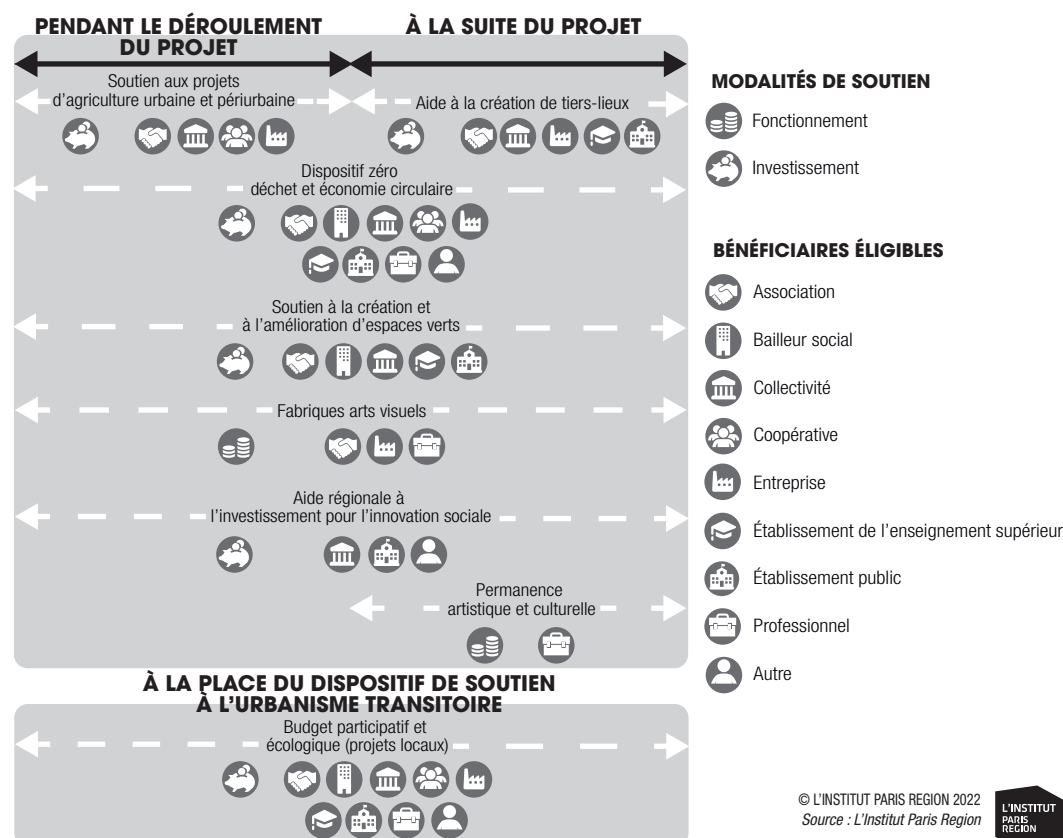 PENDANT LE DÉROULEMENT
DU PROJET
À LA SUITE DU PROJET
Soutien aux projets
d'agriculture urbaine et périurbaine
Aide à la création de tiers-lieux
Dispositif zéro
déchet et économie circulaire
Soutien à la création et
à l'amélioration d'espaces verts
Fabriques arts visuels
Aide régionale à
l'investissement pour l'innovation sociale
Permanence
artistique et culturelle
À LA PLACE DU DISPOSITIF DE SOUTIEN
À L'URBANISME TRANSITOIRE
Budget participatif et
écologique (projets locaux)
MODALITÉS DE SOUTIEN
Fonctionnement
Investissement
BÉNÉFICIAIRES ÉLIGIBLES
Association
Bailleur social
Collectivité
Coopérative
Entreprise
Établissement de l'enseignement supérieur
Établissement public
Professionnel
Autre
© L'INSTITUT PARIS REGION 2022
Source : L'Institut Paris Region
L'INSTITUT
PARIS
REGION